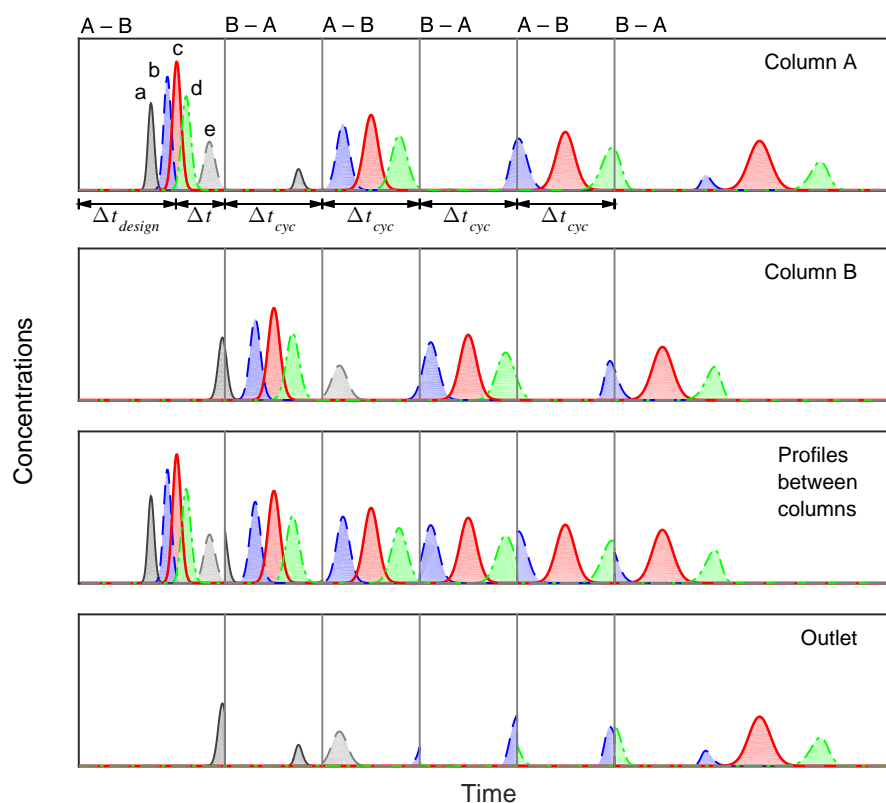 A – B B – A A – B B – A A – B B – A
Column A
c
b
d
a
e
Δt_design Δt Δt_cyc Δt_cyc Δt_cyc Δt_cyc
Column B
Concentrations
Profiles
between
columns
Outlet
Time